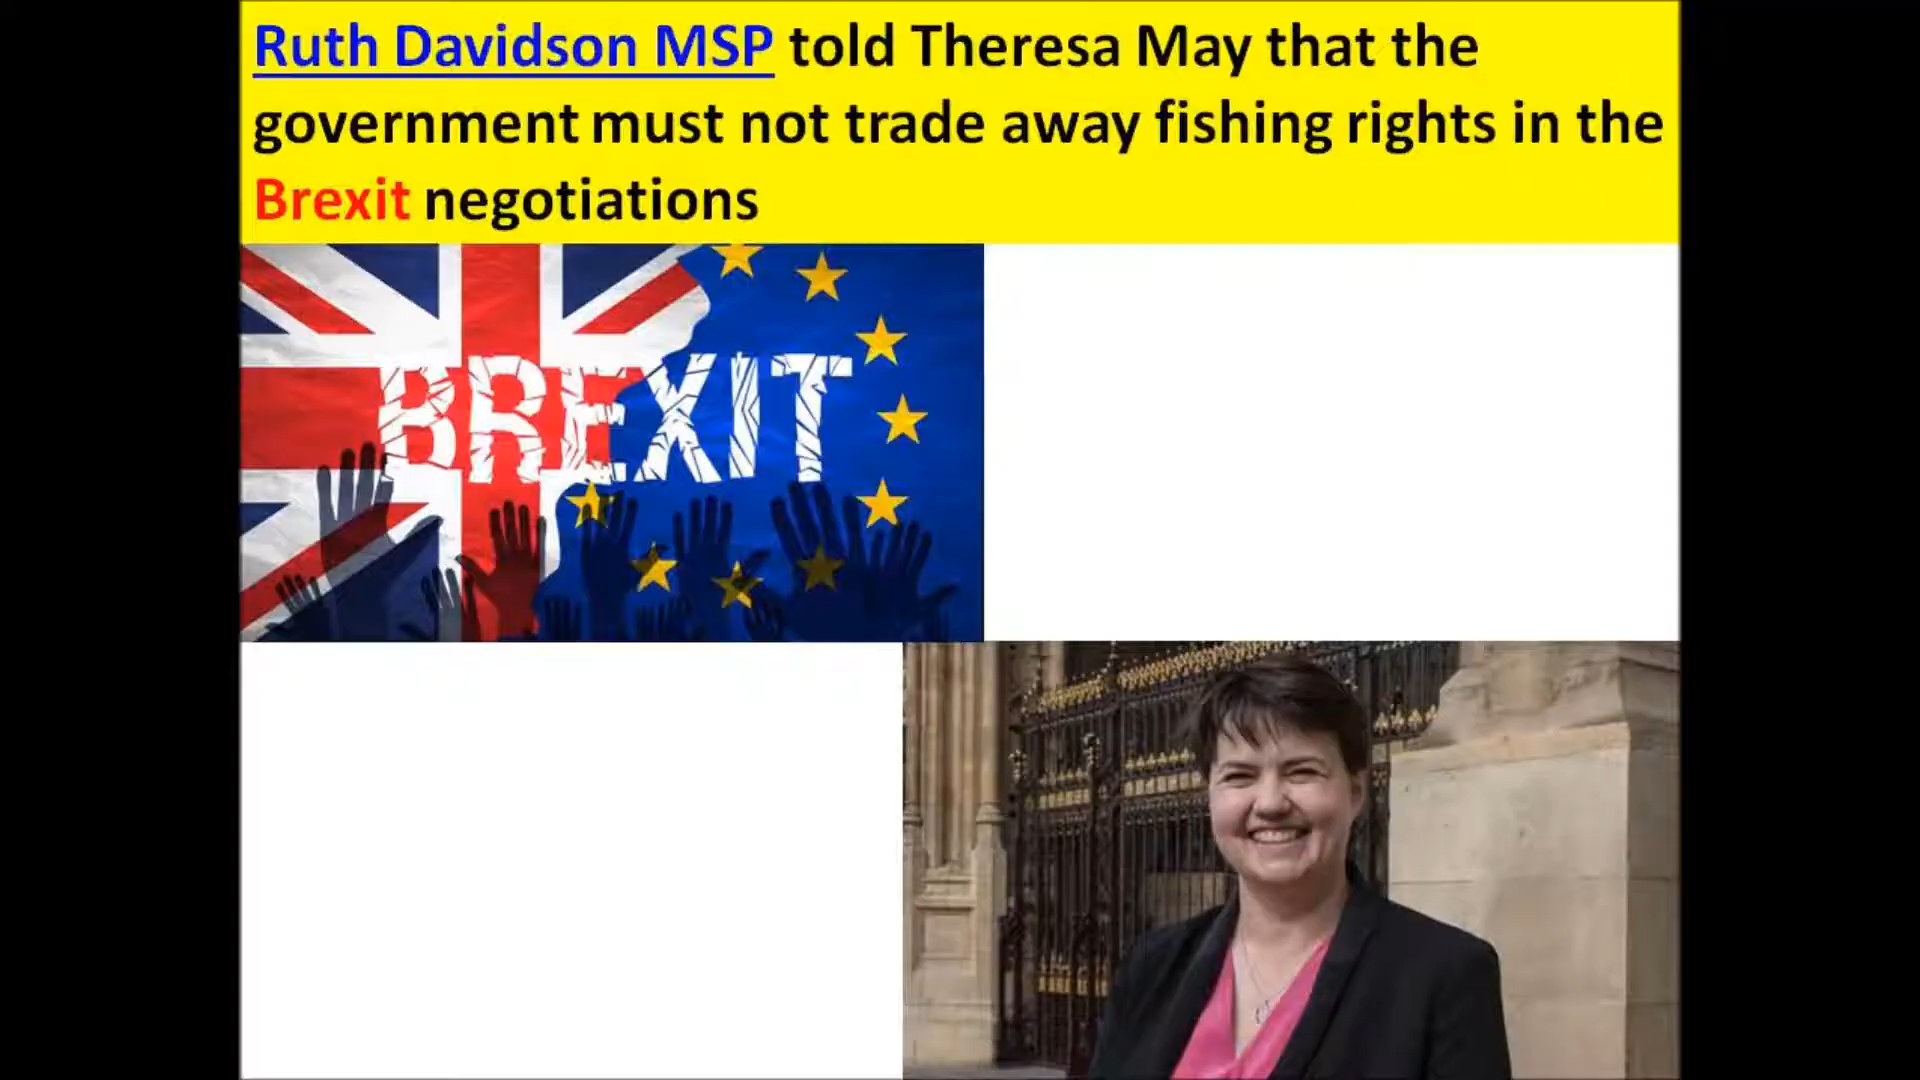 Ruth Davidson MSP told Theresa May that the
government must not trade away fishing rights in the
Brexit negotiations
BREXIT